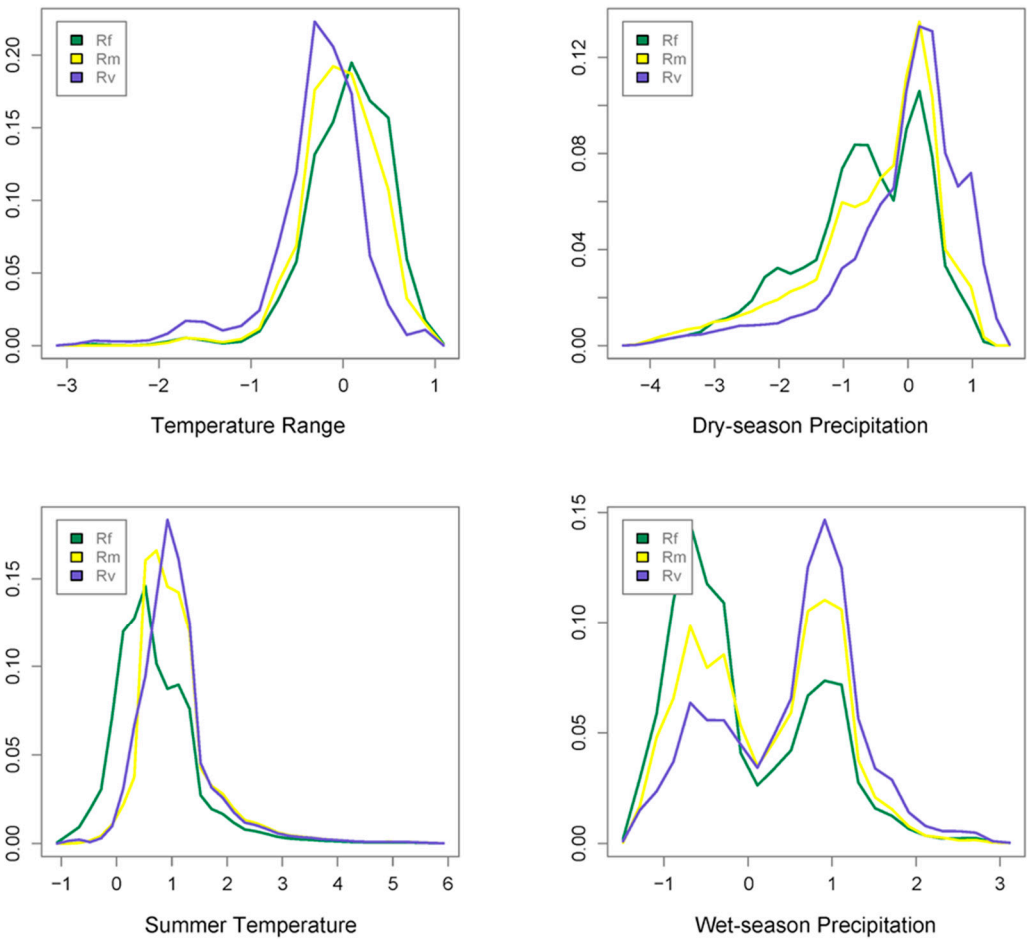 Rf
Rm
Rv
0.00 0.05 0.10 0.15 0.20
−3 −2 −1 0 1
Temperature Range
Rf
Rm
Rv
0.00 0.04 0.08 0.12
−4 −3 −2 −1 0 1
Dry-season Precipitation
Rf
Rm
Rv
0.00 0.05 0.10 0.15
−1 0 1 2 3 4 5 6
Summer Temperature
Rf
Rm
Rv
0.00 0.05 0.10 0.15
−1 0 1 2 3
Wet-season Precipitation